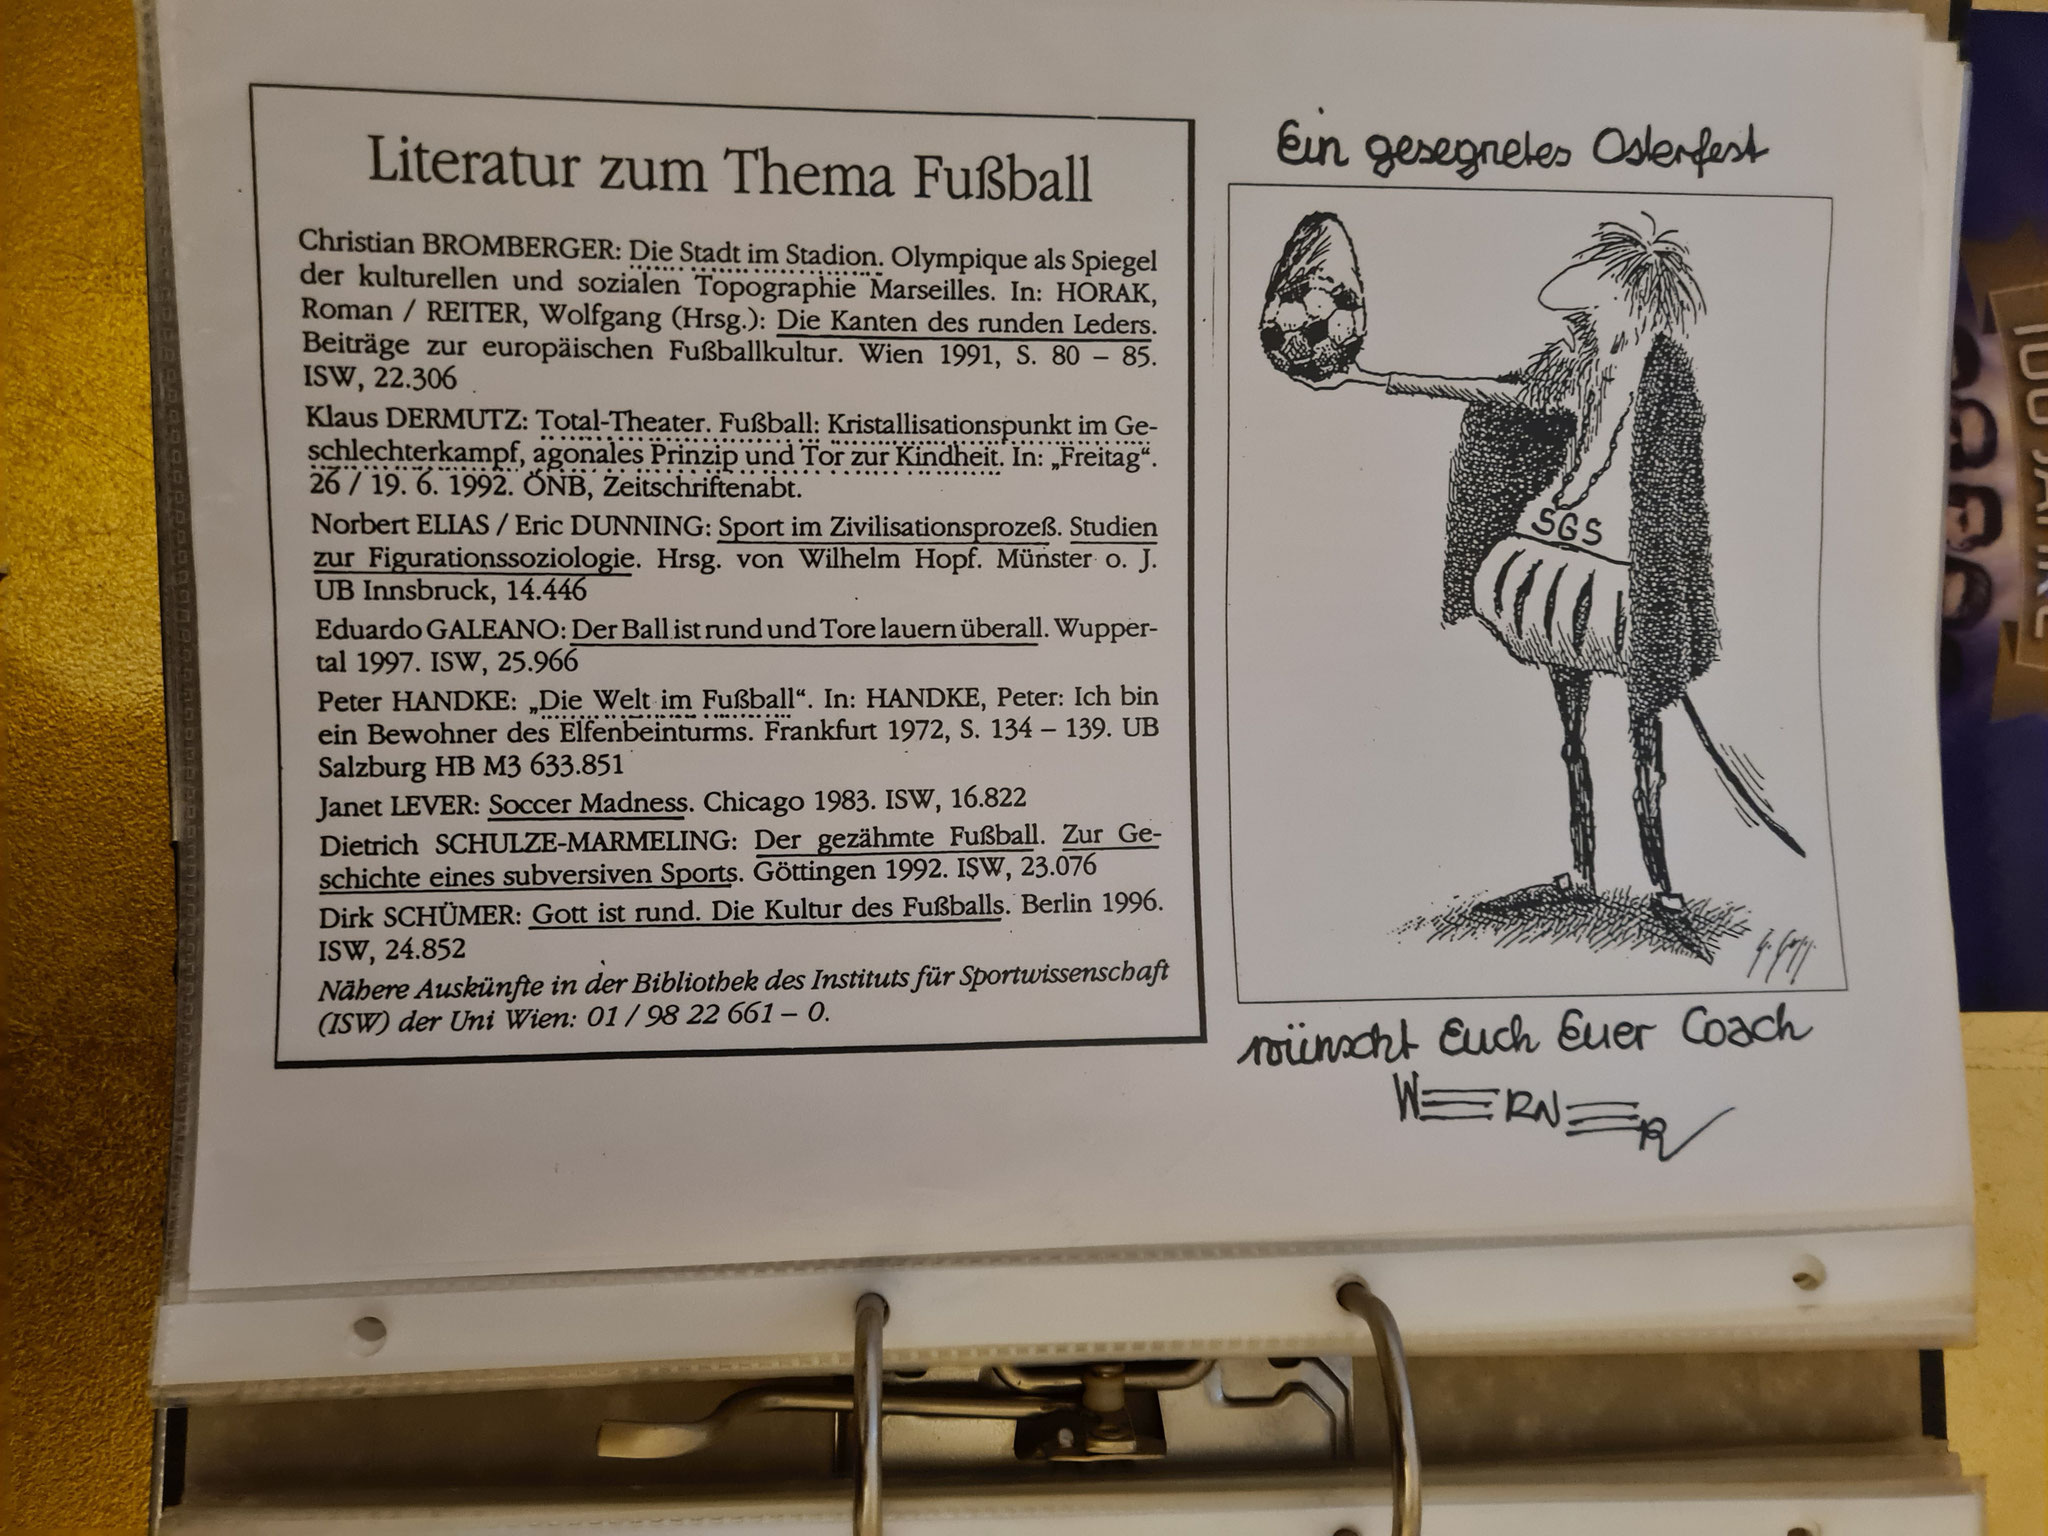 Literatur zum Thema Fußball
Christian BROMBERGER: Die Stadt im Stadion. Olympique als Spiegel
der kulturellen und sozialen Topographie Marseilles. In: HORAK,
Roman / REITER, Wolfgang (Hrsg.): Die Kanten des runden Leders.
Beiträge zur europäischen Fußballkultur. Wien 1991, S. 80 – 85.
ISW, 22.306
Klaus DERMUTZ: Total-Theater. Fußball: Kristallisationspunkt im Ge-
schlechterkampf, agonales Prinzip und Tor zur Kindheit. In: „Freitag“.
26 / 19. 6. 1992. ÖNB, Zeitschriftenabt.
Norbert ELIAS / Eric DUNNING: Sport im Zivilisationsprozeß. Studien
zur Figurationssoziologie. Hrsg. von Wilhelm Hopf. Münster o. J.
UB Innsbruck, 14.446
Eduardo GALEANO: Der Ball ist rund und Tore lauern überall. Wupper-
tal 1997. ISW, 25.966
Peter HANDKE: „Die Welt im Fußball“. In: HANDKE, Peter: Ich bin
ein Bewohner des Elfenbeinturms. Frankfurt 1972, S. 134 – 139. UB
Salzburg HB M3 633.851
Janet LEVER: Soccer Madness. Chicago 1983. ISW, 16.822
Dietrich SCHULZE-MARMELING: Der gezähmte Fußball. Zur Ge-
schichte eines subversiven Sports. Göttingen 1992. ISW, 23.076
Dirk SCHÜMER: Gott ist rund. Die Kultur des Fußballs. Berlin 1996.
ISW, 24.852
Nähere Auskünfte in der Bibliothek des Instituts für Sportwissenschaft
(ISW) der Uni Wien: 01 / 98 22 661 – 0.
Ein gesegnetes Osterfest
SGS
wünscht Euch Euer Coach
WERNER
100 JAHRE